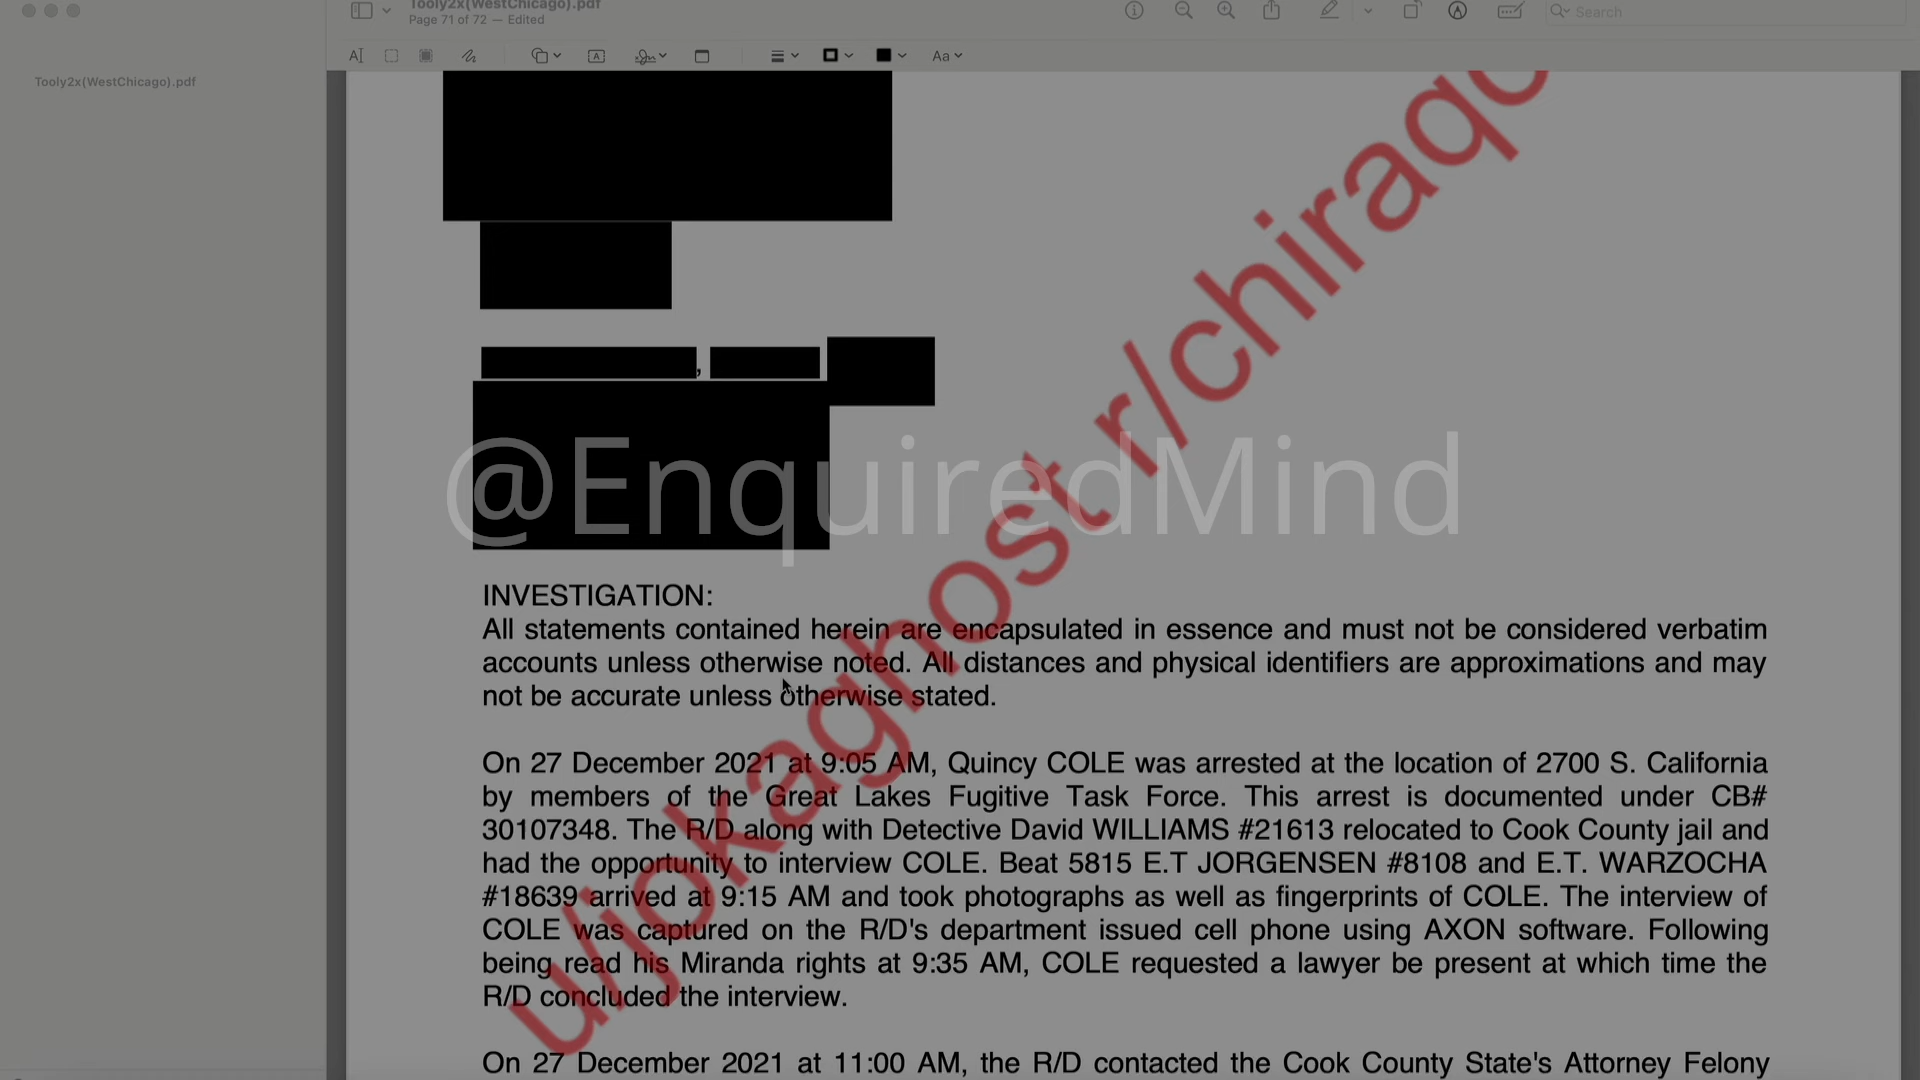 Tooly2x(WestChicago).pdf
Page 71 of 72 — Edited
Search
Aa
Tooly2x(WestChicago).pdf
,
@EnquiredMind
u/jokaghost r/chiraqc
INVESTIGATION:
All statements contained herein are encapsulated in essence and must not be considered verbatim
accounts unless otherwise noted. All distances and physical identifiers are approximations and may
not be accurate unless otherwise stated.
On 27 December 2021 at 9:05 AM, Quincy COLE was arrested at the location of 2700 S. California
by members of the Great Lakes Fugitive Task Force. This arrest is documented under CB#
30107348. The R/D along with Detective David WILLIAMS #21613 relocated to Cook County jail and
had the opportunity to interview COLE. Beat 5815 E.T JORGENSEN #8108 and E.T. WARZOCHA
#18639 arrived at 9:15 AM and took photographs as well as fingerprints of COLE. The interview of
COLE was captured on the R/D's department issued cell phone using AXON software. Following
being read his Miranda rights at 9:35 AM, COLE requested a lawyer be present at which time the
R/D concluded the interview.
On 27 December 2021 at 11:00 AM, the R/D contacted the Cook County State's Attorney Felony